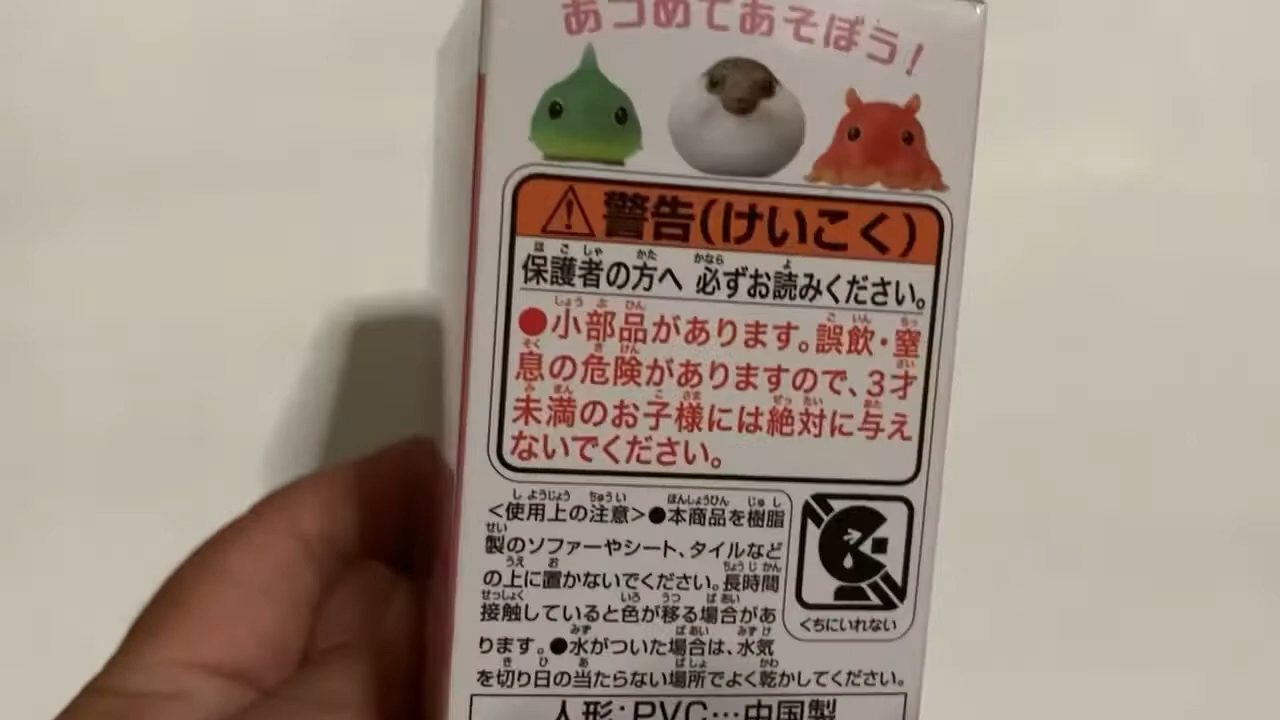 あつめてあそぼう!
警告(けいこく)
保護者の方へ 必ずお読みください。
●小部品があります。誤飲・窒
息の危険がありますので、3才
未満のお子様には絶対に与え
ないでください。
<使用上の注意>●本商品を樹脂
製のソファーやシート、タイルなど
の上に置かないでください。長時間
接触していると色が移る場合があ
ります。●水がついた場合は、水気
を切り日の当たらない場所でよく乾かしてください。
くちにいれない
人形:PVC…中国製